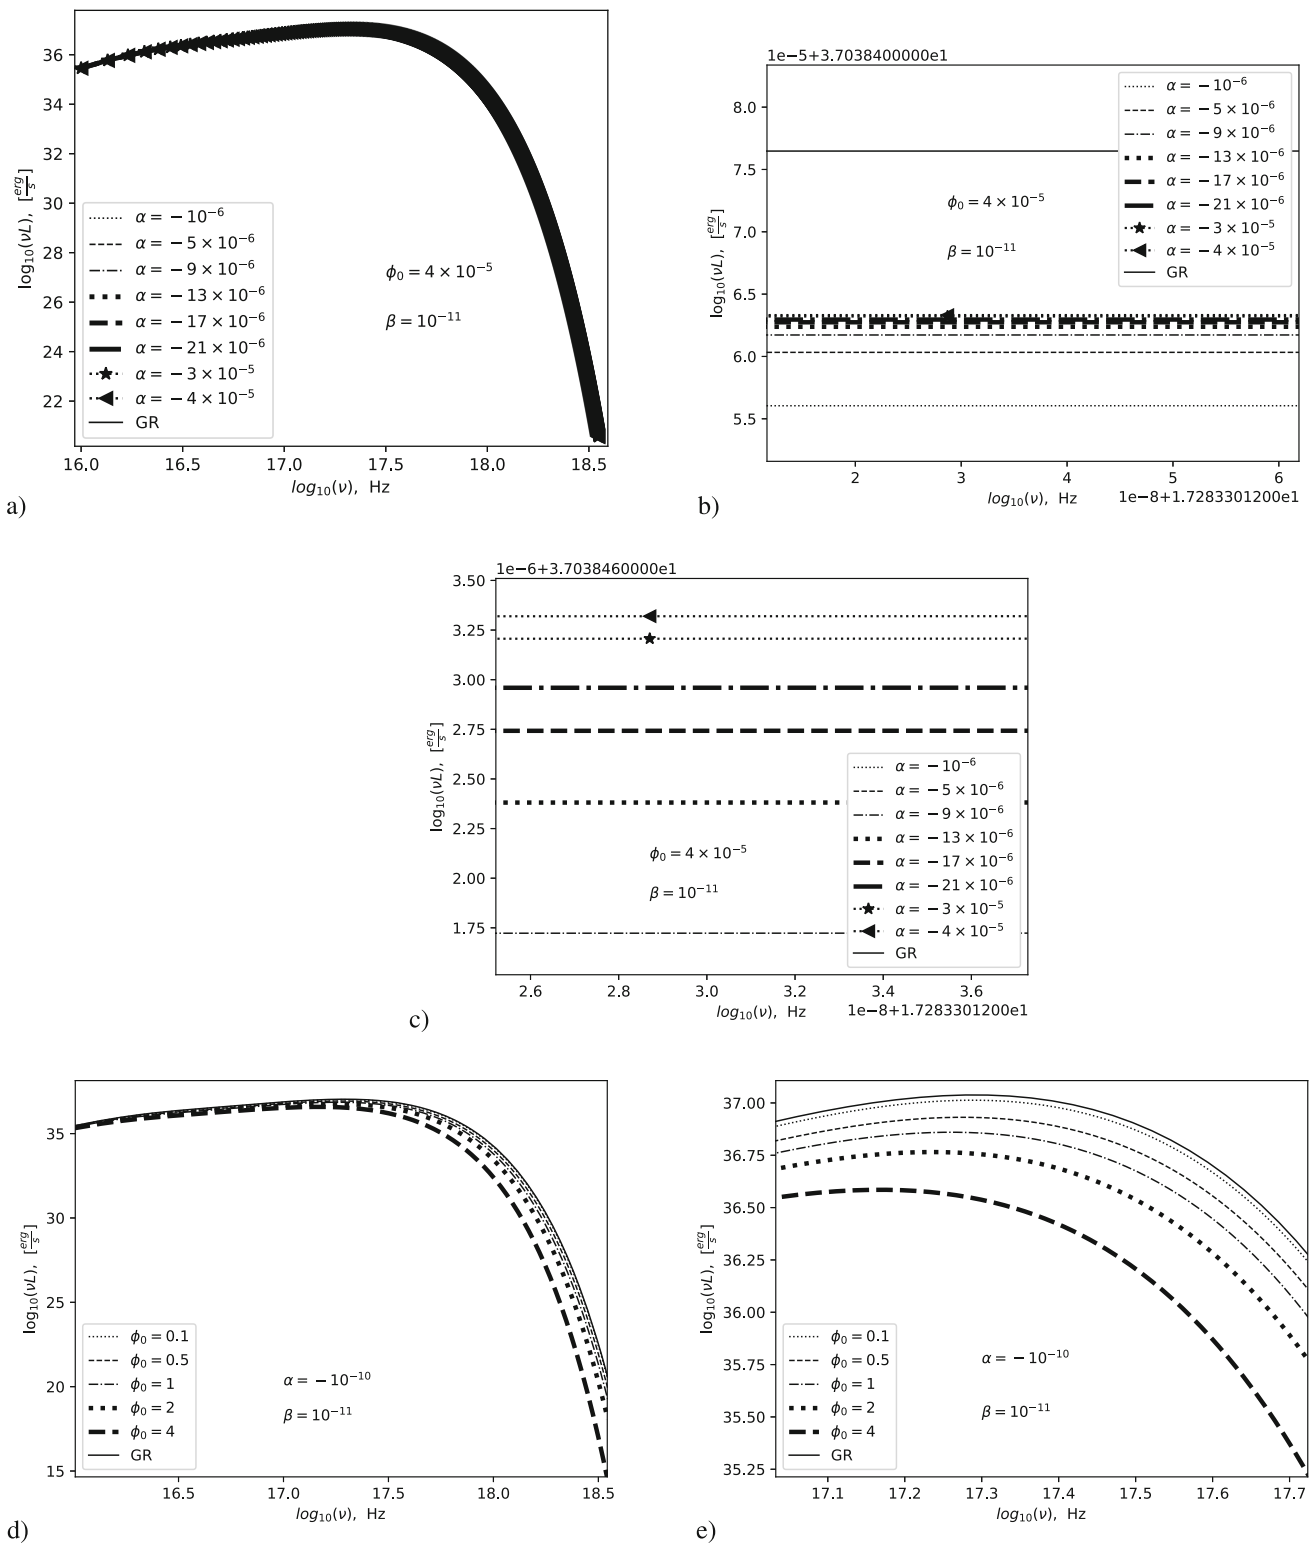 36
34
32
30
28
26
24
22
log₁₀(νL), [erg/s]
α = −10⁻⁶
α = −5 × 10⁻⁶
α = −9 × 10⁻⁶
α = −13 × 10⁻⁶
α = −17 × 10⁻⁶
α = −21 × 10⁻⁶
α = −3 × 10⁻⁵
α = −4 × 10⁻⁵
GR
ϕ₀ = 4 × 10⁻⁵
β = 10⁻¹¹
16.0 16.5 17.0 17.5 18.0 18.5
log₁₀(ν), Hz
a)
1e-5+3.7038400000e1
8.0
7.5
7.0
6.5
6.0
5.5
log₁₀(νL), [erg/s]
α = −10⁻⁶
α = −5 × 10⁻⁶
α = −9 × 10⁻⁶
α = −13 × 10⁻⁶
α = −17 × 10⁻⁶
α = −21 × 10⁻⁶
α = −3 × 10⁻⁵
α = −4 × 10⁻⁵
GR
ϕ₀ = 4 × 10⁻⁵
β = 10⁻¹¹
2 3 4 5 6
log₁₀(ν), Hz 1e-8+1.7283301200e1
b)
1e-6+3.7038460000e1
3.50
3.25
3.00
2.75
2.50
2.25
2.00
1.75
log₁₀(νL), [erg/s]
α = −10⁻⁶
α = −5 × 10⁻⁶
α = −9 × 10⁻⁶
α = −13 × 10⁻⁶
α = −17 × 10⁻⁶
α = −21 × 10⁻⁶
α = −3 × 10⁻⁵
α = −4 × 10⁻⁵
GR
ϕ₀ = 4 × 10⁻⁵
β = 10⁻¹¹
2.6 2.8 3.0 3.2 3.4 3.6
log₁₀(ν), Hz 1e-8+1.7283301200e1
c)
35
30
25
20
15
log₁₀(νL), [erg/s]
ϕ₀ = 0.1
ϕ₀ = 0.5
ϕ₀ = 1
ϕ₀ = 2
ϕ₀ = 4
GR
α = −10⁻¹⁰
β = 10⁻¹¹
16.5 17.0 17.5 18.0 18.5
log₁₀(ν), Hz
d)
37.00
36.75
36.50
36.25
36.00
35.75
35.50
35.25
log₁₀(νL), [erg/s]
ϕ₀ = 0.1
ϕ₀ = 0.5
ϕ₀ = 1
ϕ₀ = 2
ϕ₀ = 4
GR
α = −10⁻¹⁰
β = 10⁻¹¹
17.1 17.2 17.3 17.4 17.5 17.6 17.7
log₁₀(ν), Hz
e)